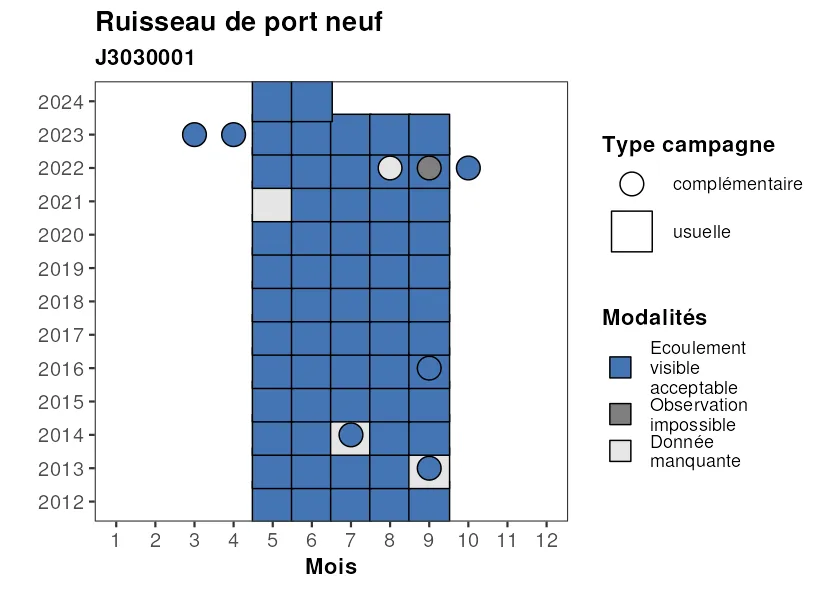 Ruisseau de port neuf
J3030001
2024
2023
2022
2021
2020
2019
2018
2017
2016
2015
2014
2013
2012
1 2 3 4 5 6 7 8 9 10 11 12
Mois
Type campagne
complémentaire
usuelle
Modalités
Ecoulement
visible
acceptable
Observation
impossible
Donnée
manquante